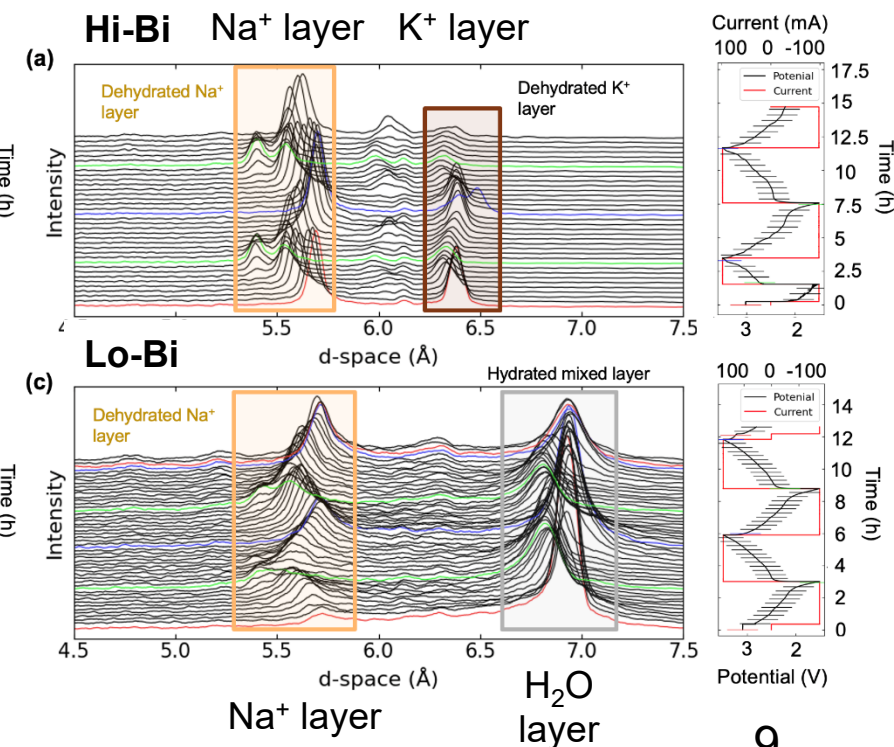 Hi-Bi Na⁺ layer K⁺ layer
(a)
Dehydrated Na⁺
layer
Dehydrated K⁺
layer
Time (h)
Intensity
5.0 5.5 6.0 6.5 7.0 7.5
d-space (Å)
Current (mA)
100 0 -100
Potenial
Current
17.5
15
12.5
10
7.5
5
2.5
0
Time (h)
3 2
Lo-Bi
(c)
Hydrated mixed layer
Dehydrated Na⁺
layer
Time (h)
Intensity
4.5 5.0 5.5 6.0 6.5 7.0 7.5
d-space (Å)
100 0 -100
Potenial
Current
14
12
10
8
6
4
2
0
Time (h)
3 2
Potential (V)
Na⁺ layer
H₂O
layer